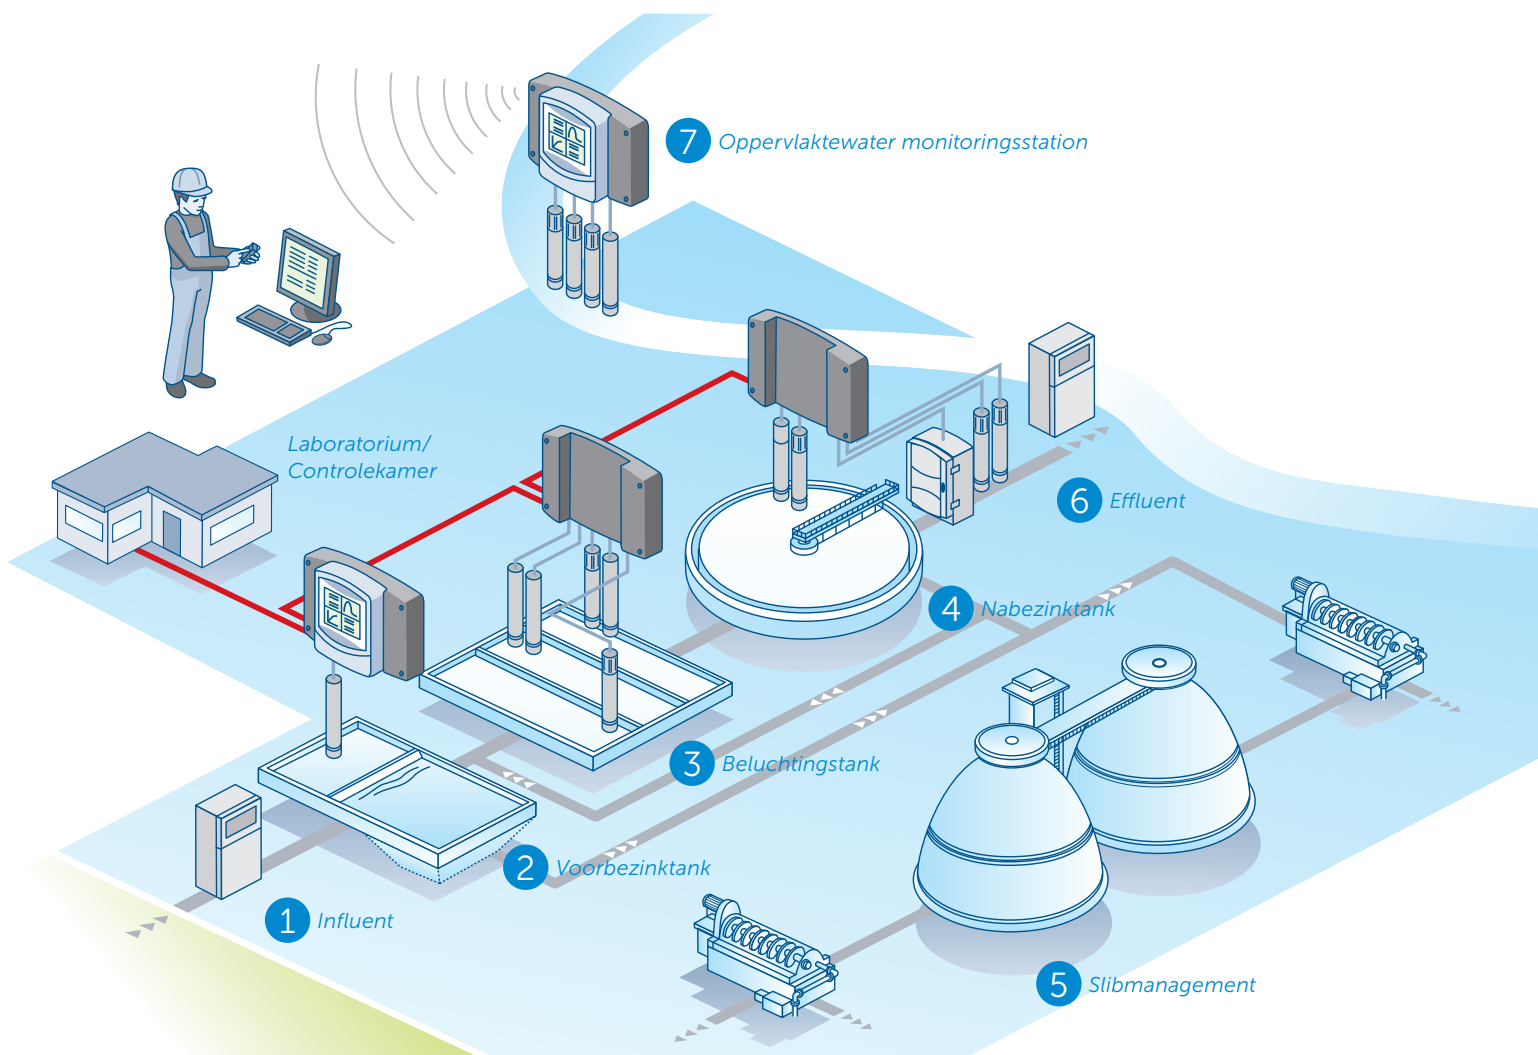 7 Oppervlaktewater monitoringsstation
Laboratorium/
Controlekamer
6 Effluent
4 Nabezinktank
3 Beluchtingstank
2 Voorbezinktank
1 Influent
5 Slibmanagement